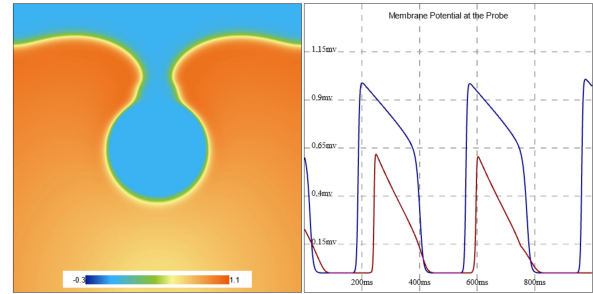 Membrane Potential at the Probe
1.15mv
0.9mv
0.65mv
0.4mv
0.15mv
200ms 400ms 600ms 800ms
-0.3 1.1